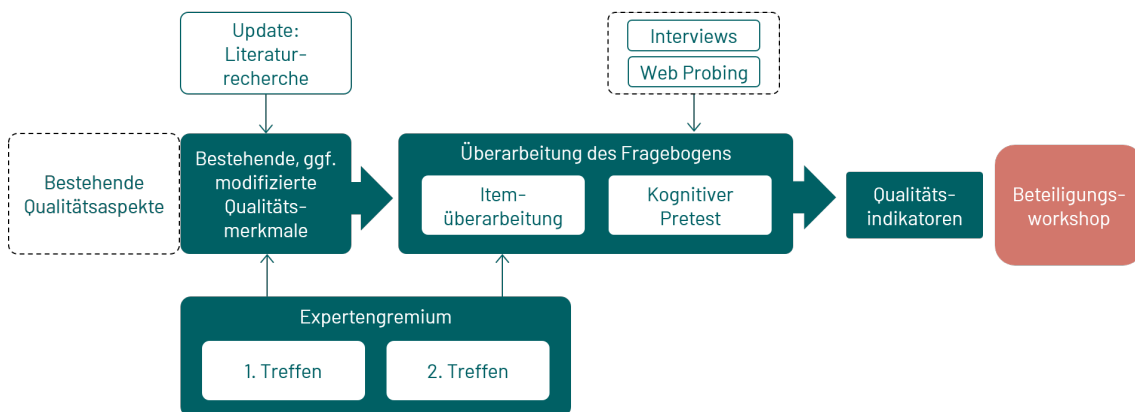 Update:
Literatur-
recherche
Interviews
Web Probing
Bestehende
Qualitätsaspekte
Bestehende, ggf.
modifizierte
Qualitäts-
merkmale
Überarbeitung des Fragebogens
Item-
überarbeitung
Kognitiver
Pretest
Qualitäts-
indikatoren
Beteiligungs-
workshop
Expertengremium
1. Treffen
2. Treffen